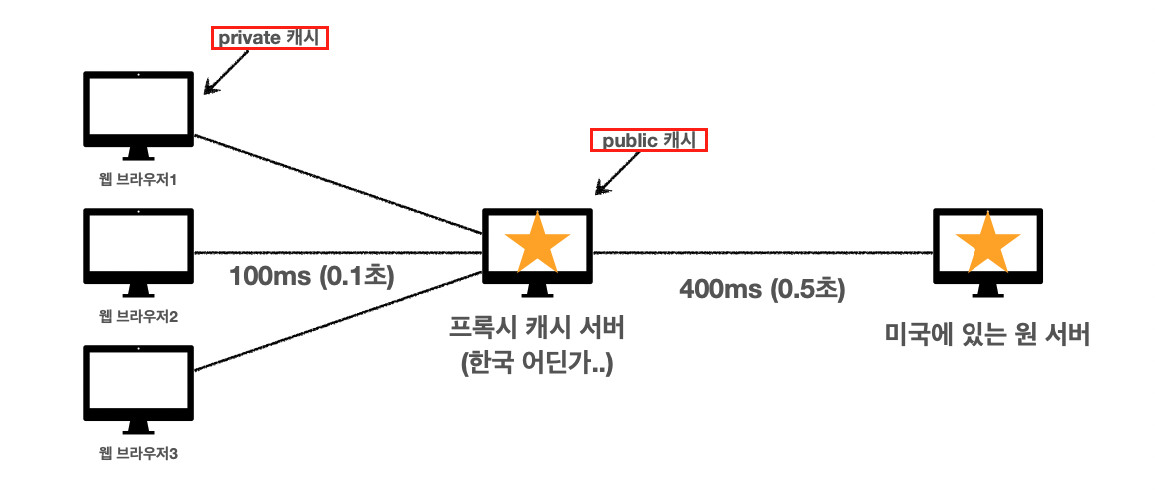 private 캐시
public 캐시
웹 브라우저1
웹 브라우저2
100ms (0.1초)
400ms (0.5초)
프록시 캐시 서버
(한국 어딘가..)
미국에 있는 원 서버
웹 브라우저3